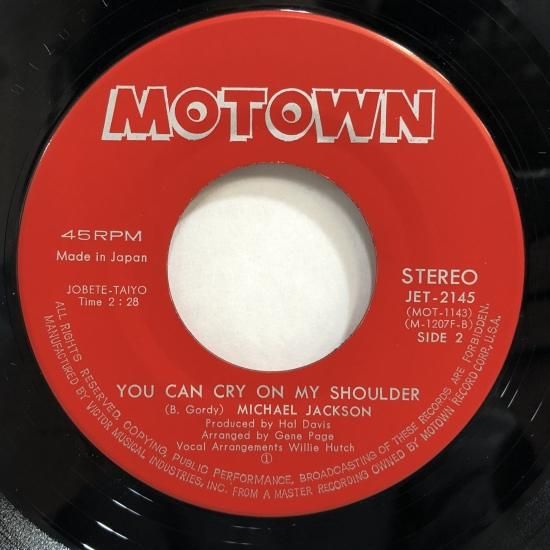 MOTOWN
45RPM
Made in Japan
JOBETE-TAIYO
Time 2:28
STEREO
JET-2145
(MOT-1143)
(M-1207F-B)
SIDE 2
YOU CAN CRY ON MY SHOULDER
(B. Gordy) MICHAEL JACKSON
Produced by Hal Davis
Arranged by Gene Page
Vocal Arrangements Willie Hutch
①
ALL RIGHTS RESERVED. COPYING, PUBLIC PERFORMANCE, BROADCASTING OF THESE RECORDS ARE FORBIDDEN.
MANUFACTURED BY VICTOR MUSICAL INDUSTRIES, INC. FROM A MASTER RECORDING OWNED BY MOTOWN RECORD CORP., U.S.A.